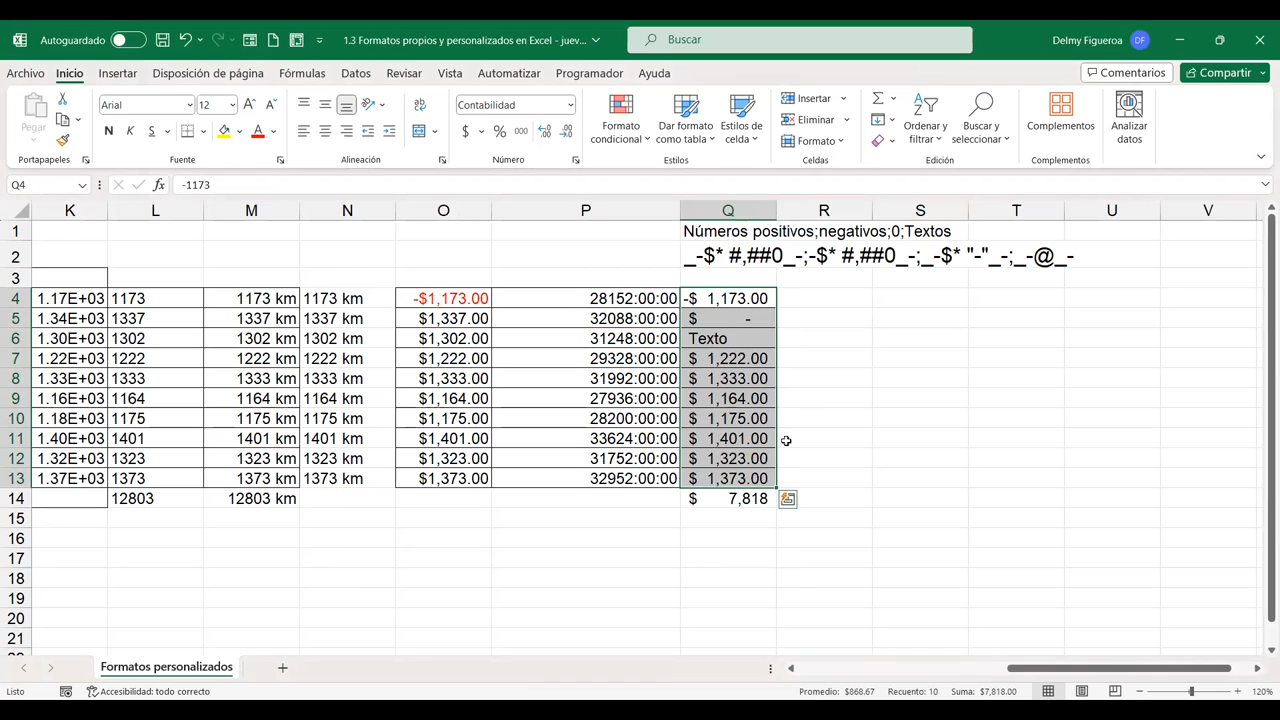 Autoguardado 1.3 Formatos propios y personalizados en Excel - juev... Buscar Delmy Figueroa DF
Archivo Inicio Insertar Disposición de página Fórmulas Datos Revisar Vista Automatizar Programador Ayuda Comentarios Compartir
Pegar Arial 12 Contabilidad Formato condicional Dar formato como tabla Estilos de celda Insertar Eliminar Formato Ordenar y filtrar Buscar y seleccionar Complementos Analizar datos
N K S $ % 000
Portapapeles Fuente Alineación Número Estilos Celdas Edición Complementos
Q4 fx -1173
K L M N O P Q R S T U V
1 Números positivos;negativos;0;Textos
2 _-$* #,##0_-;-$* #,##0_-;_-$* "-"_-;_-@_-
3
4 1.17E+03 1173 1173 km 1173 km -$1,173.00 28152:00:00 -$ 1,173.00
5 1.34E+03 1337 1337 km 1337 km $1,337.00 32088:00:00 $ -
6 1.30E+03 1302 1302 km 1302 km $1,302.00 31248:00:00 Texto
7 1.22E+03 1222 1222 km 1222 km $1,222.00 29328:00:00 $ 1,222.00
8 1.33E+03 1333 1333 km 1333 km $1,333.00 31992:00:00 $ 1,333.00
9 1.16E+03 1164 1164 km 1164 km $1,164.00 27936:00:00 $ 1,164.00
10 1.18E+03 1175 1175 km 1175 km $1,175.00 28200:00:00 $ 1,175.00
11 1.40E+03 1401 1401 km 1401 km $1,401.00 33624:00:00 $ 1,401.00
12 1.32E+03 1323 1323 km 1323 km $1,323.00 31752:00:00 $ 1,323.00
13 1.37E+03 1373 1373 km 1373 km $1,373.00 32952:00:00 $ 1,373.00
14 12803 12803 km $ 7,818
15
16
17
18
19
20
21
Formatos personalizados
Listo Accesibilidad: todo correcto Promedio: $868.67 Recuento: 10 Suma: $7,818.00 120%